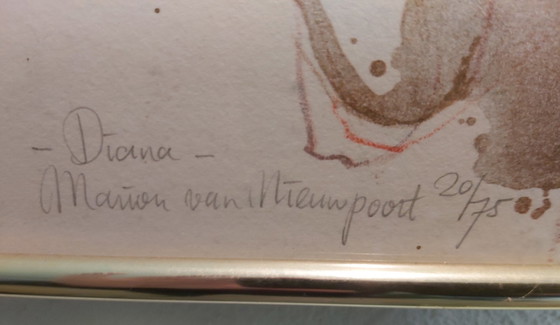 - Diana -
Marion van Nieuwpoort 20/75